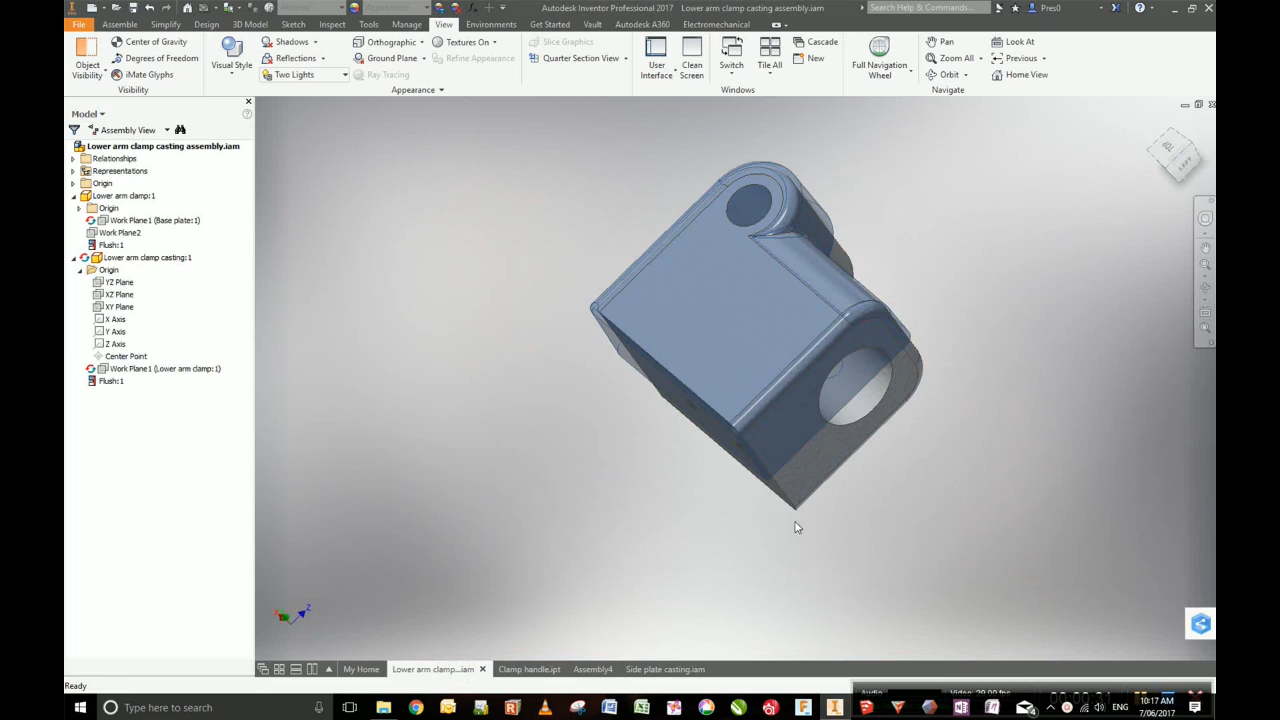 Autodesk Inventor Professional 2017 Lower arm clamp casting assembly.iam
Search Help & Commands...
Pres0
File Assemble Simplify Design 3D Model Sketch Inspect Tools Manage View Environments Get Started Vault Autodesk A360 Electromechanical
Object Visibility
Center of Gravity
Degrees of Freedom
iMate Glyphs
Visibility
Visual Style
Shadows
Reflections
Two Lights
Orthographic
Ground Plane
Ray Tracing
Textures On
Refine Appearance
Appearance
Slice Graphics
Quarter Section View
User Interface
Clean Screen
Switch
Tile All
Cascade
New
Windows
Full Navigation Wheel
Pan
Zoom All
Orbit
Look At
Previous
Home View
Navigate
Model
Assembly View
Lower arm clamp casting assembly.iam
Relationships
Representations
Origin
Lower arm clamp:1
Origin
Work Plane1 (Base plate:1)
Work Plane2
Flush:1
Lower arm clamp casting:1
Origin
YZ Plane
XZ Plane
XY Plane
X Axis
Y Axis
Z Axis
Center Point
Work Plane1 (Lower arm clamp:1)
Flush:1
LEFT
Z
My Home Lower arm clamp...iam Clamp handle.ipt Assembly4 Side plate casting.iam
Ready
Type here to search
ENG
10:17 AM
7/06/2017